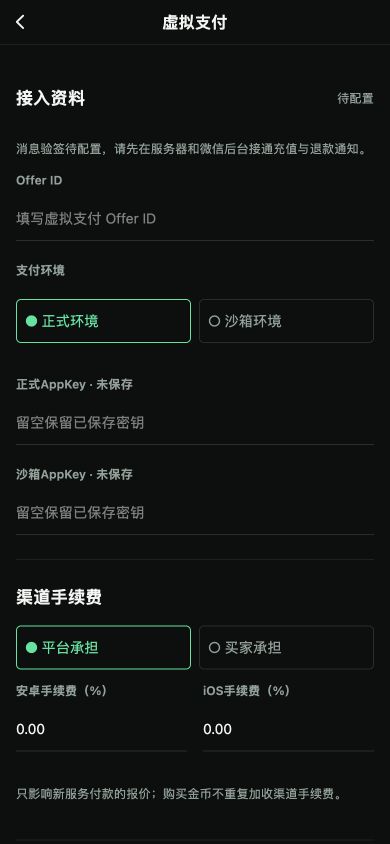 虚拟支付
接入资料
待配置
消息验签待配置，请先在服务器和微信后台接通充值与退款通知。
Offer ID
填写虚拟支付 Offer ID
支付环境
正式环境
沙箱环境
正式AppKey · 未保存
留空保留已保存密钥
沙箱AppKey · 未保存
留空保留已保存密钥
渠道手续费
平台承担
买家承担
安卓手续费（%）
iOS手续费（%）
0.00
0.00
只影响新服务付款的报价；购买金币不重复加收渠道手续费。